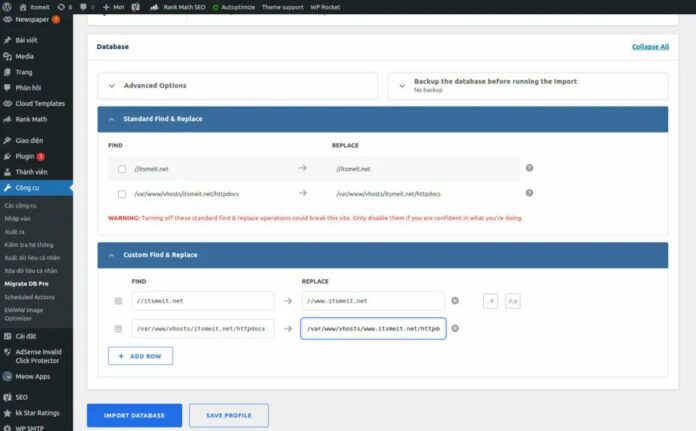 Itsmeit 6 0 Mới Rank Math SEO Autoptimize Theme support WP Rocket
Newspaper
Bài viết
Media
Trang
Phản hồi
Cloud Templates
Rank Math
Giao diện
Plugin 3
Thành viên
Công cụ
Các công cụ
Nhập vào
Xuất ra
Kiểm tra hệ thống
Xuất dữ liệu cá nhân
Xóa dữ liệu cá nhân
Migrate DB Pro
Scheduled Actions
EWWW Image
Optimizer
Cài đặt
AdSense Invalid
Click Protector
Meow Apps
SEO
kk Star Ratings
WP SMTP
Database
Collapse All
Advanced Options
Backup the database before running the Import
No backup
Standard Find & Replace
FIND REPLACE
//itsmeit.net //itsmeit.net
/var/www/vhosts/itsmeit.net/httpdocs /var/www/vhosts/itsmeit.net/httpdocs
WARNING: Turning off these standard find & replace operations could break this site. Only disable them if you are confident in what you're doing.
Custom Find & Replace
FIND REPLACE
//itsmeit.net //www.itsmeit.net .* Aa
/var/www/vhosts/itsmeit.net/httpdocs /var/www/vhosts/www.itsmeit.net/httpd
+ ADD ROW
IMPORT DATABASE SAVE PROFILE